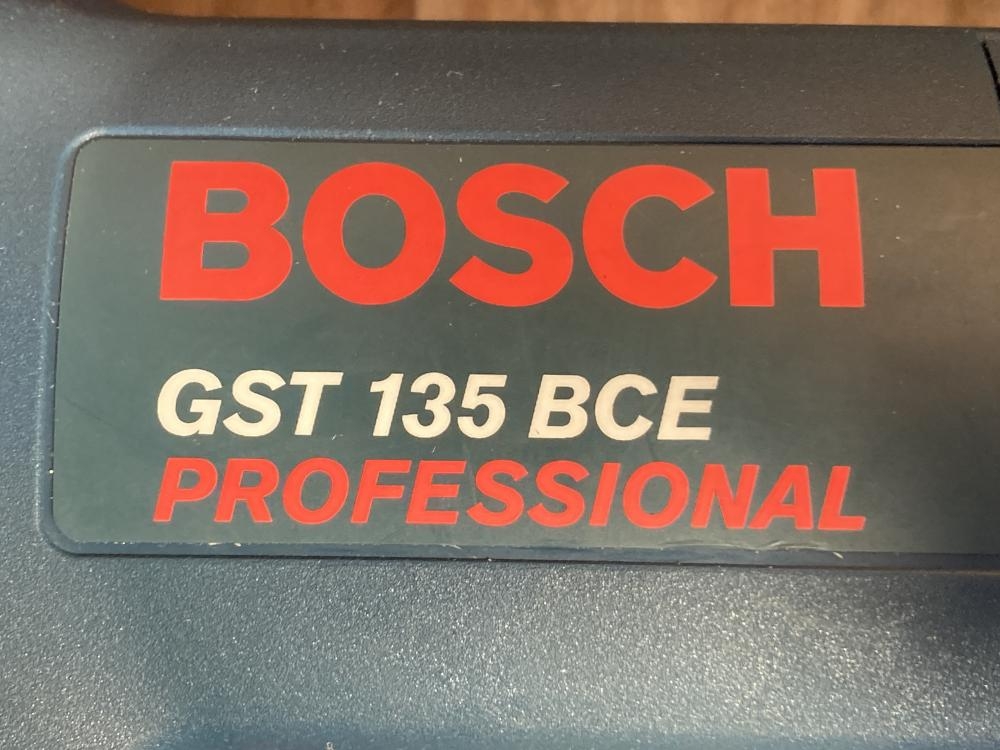 BOSCH
GST 135 BCE
PROFESSIONAL